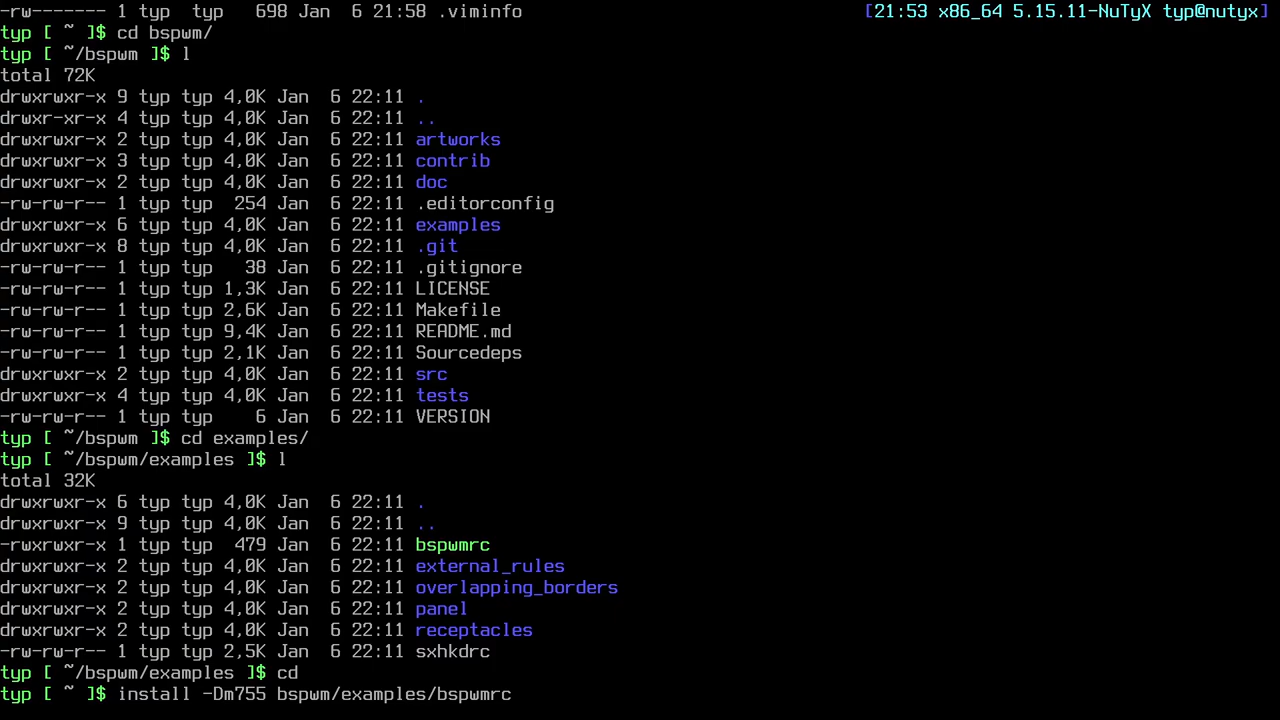 -rw------- 1 typ  typ   698 Jan  6 21:58 .viminfo                                [21:53 x86_64 5.15.11-NuTyX typ@nutyx]
typ [ ~ ]$ cd bspwm/
typ [ ~/bspwm ]$ l
total 72K
drwxrwxr-x 9 typ typ 4,0K Jan  6 22:11 .
drwxr-xr-x 4 typ typ 4,0K Jan  6 22:11 ..
drwxrwxr-x 2 typ typ 4,0K Jan  6 22:11 artworks
drwxrwxr-x 3 typ typ 4,0K Jan  6 22:11 contrib
drwxrwxr-x 2 typ typ 4,0K Jan  6 22:11 doc
-rw-rw-r-- 1 typ typ  254 Jan  6 22:11 .editorconfig
drwxrwxr-x 6 typ typ 4,0K Jan  6 22:11 examples
drwxrwxr-x 8 typ typ 4,0K Jan  6 22:11 .git
-rw-rw-r-- 1 typ typ   38 Jan  6 22:11 .gitignore
-rw-rw-r-- 1 typ typ 1,3K Jan  6 22:11 LICENSE
-rw-rw-r-- 1 typ typ 2,6K Jan  6 22:11 Makefile
-rw-rw-r-- 1 typ typ 9,4K Jan  6 22:11 README.md
-rw-rw-r-- 1 typ typ 2,1K Jan  6 22:11 Sourcedeps
drwxrwxr-x 2 typ typ 4,0K Jan  6 22:11 src
drwxrwxr-x 4 typ typ 4,0K Jan  6 22:11 tests
-rw-rw-r-- 1 typ typ    6 Jan  6 22:11 VERSION
typ [ ~/bspwm ]$ cd examples/
typ [ ~/bspwm/examples ]$ l
total 32K
drwxrwxr-x 6 typ typ 4,0K Jan  6 22:11 .
drwxrwxr-x 9 typ typ 4,0K Jan  6 22:11 ..
-rwxrwxr-x 1 typ typ  479 Jan  6 22:11 bspwmrc
drwxrwxr-x 2 typ typ 4,0K Jan  6 22:11 external_rules
drwxrwxr-x 2 typ typ 4,0K Jan  6 22:11 overlapping_borders
drwxrwxr-x 2 typ typ 4,0K Jan  6 22:11 panel
drwxrwxr-x 2 typ typ 4,0K Jan  6 22:11 receptacles
-rw-rw-r-- 1 typ typ 2,5K Jan  6 22:11 sxhkdrc
typ [ ~/bspwm/examples ]$ cd
typ [ ~ ]$ install -Dm755 bspwm/examples/bspwmrc